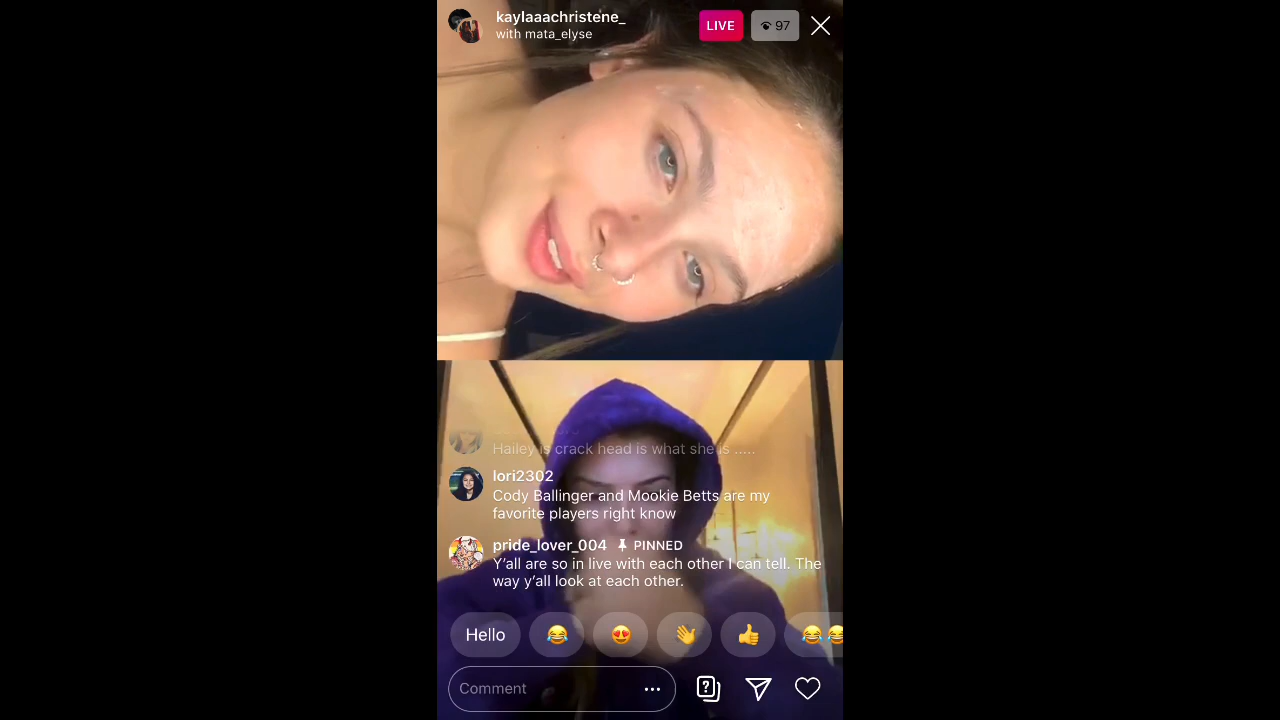 kaylaaachristene_
with mata_elyse
LIVE
97
Hailey is crack head is what she is .....
lori2302
Cody Ballinger and Mookie Betts are my
favorite players right know
pride_lover_004 PINNED
Y'all are so in live with each other I can tell. The
way y'all look at each other.
Hello
Comment